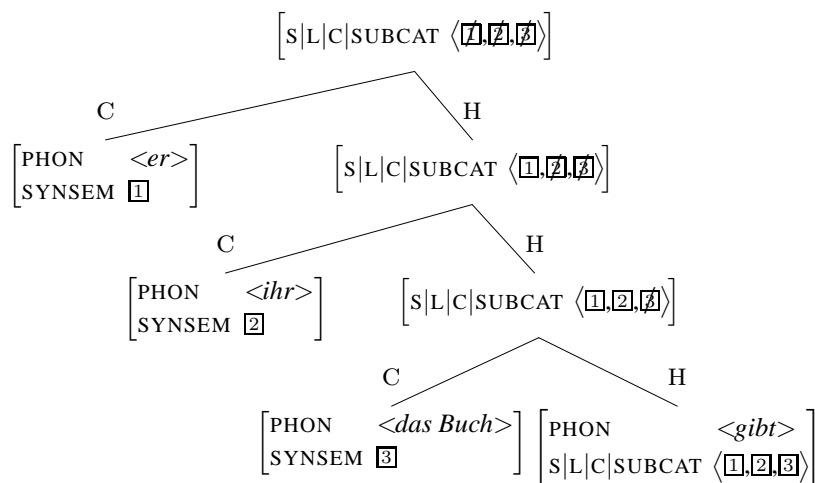 [S|L|C|SUBCAT ⟨1̸,2̸,3̸⟩]
C H
[PHON <er>
SYNSEM 1]
[S|L|C|SUBCAT ⟨1,2̸,3̸⟩]
C H
[PHON <ihr>
SYNSEM 2]
[S|L|C|SUBCAT ⟨1,2,3̸⟩]
C H
[PHON <das Buch>
SYNSEM 3]
[PHON <gibt>
S|L|C|SUBCAT ⟨1,2,3⟩]